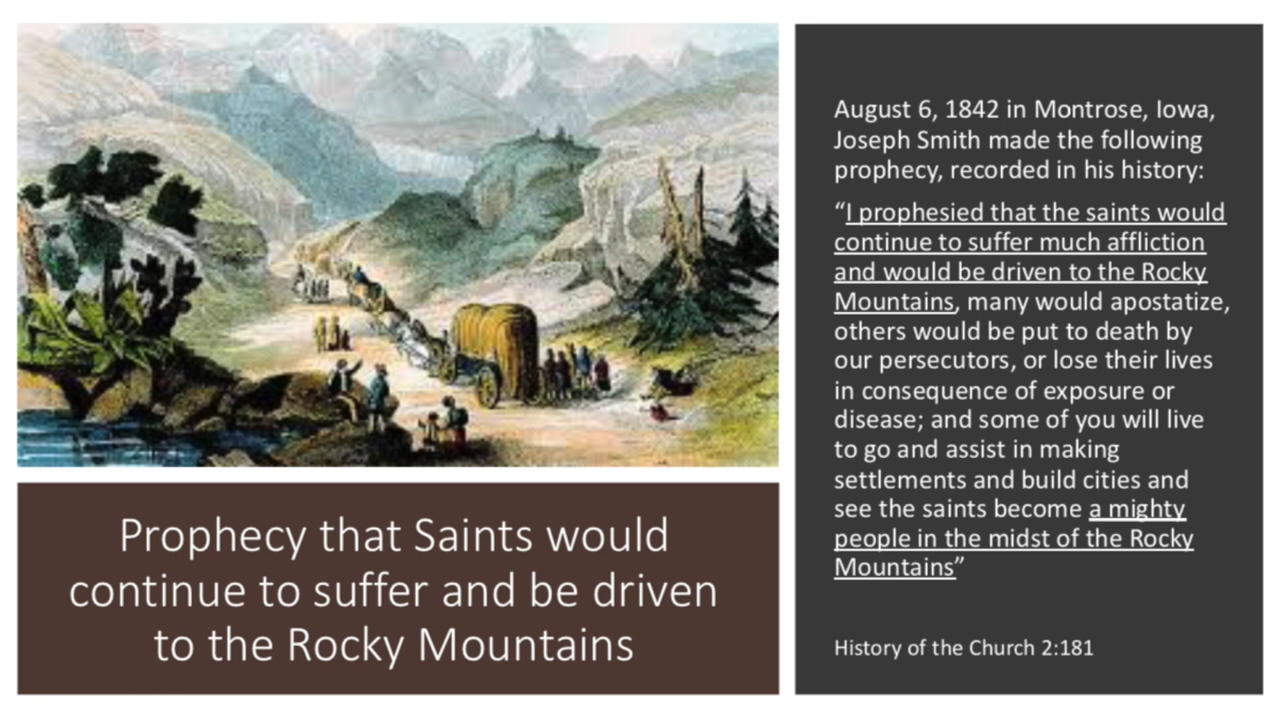 Prophecy that Saints would
continue to suffer and be driven
to the Rocky Mountains
August 6, 1842 in Montrose, Iowa,
Joseph Smith made the following
prophecy, recorded in his history:
“I prophesied that the saints would
continue to suffer much affliction
and would be driven to the Rocky
Mountains, many would apostatize,
others would be put to death by
our persecutors, or lose their lives
in consequence of exposure or
disease; and some of you will live
to go and assist in making
settlements and build cities and
see the saints become a mighty
people in the midst of the Rocky
Mountains”
History of the Church 2:181